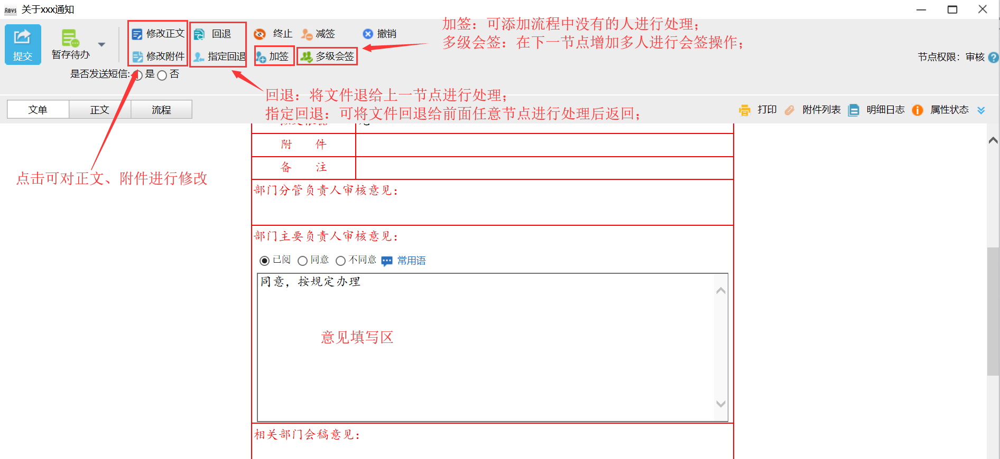 关于xxx通知
加签：可添加流程中没有的人进行处理；
多级会签：在下一节点增加多人进行会签操作；
修改正文 回退 终止 减签 撤销
提交 暂存待办 修改附件 指定回退 加签 多级会签
节点权限：审核
是否发送短信: 是 否
回退：将文件退给上一节点进行处理；
指定回退：可将文件回退给前面任意节点进行处理后返回；
文单 正文 流程
打印 附件列表 明细日志 属性状态
附 件
备 注
点击可对正文、附件进行修改
部门分管负责人审核意见：
部门主要负责人审核意见：
已阅 同意 不同意 常用语
同意，按规定办理
意见填写区
相关部门会稿意见：